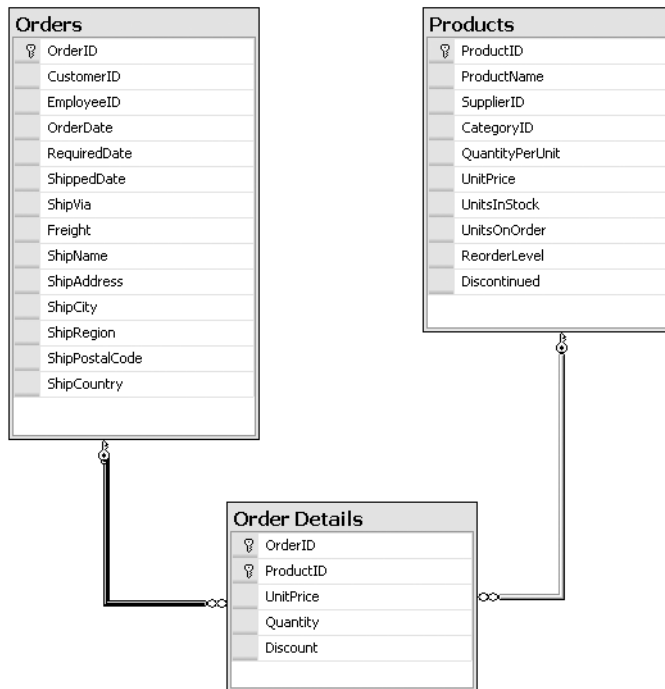 Orders
OrderID
CustomerID
EmployeeID
OrderDate
RequiredDate
ShippedDate
ShipVia
Freight
ShipName
ShipAddress
ShipCity
ShipRegion
ShipPostalCode
ShipCountry
Products
ProductID
ProductName
SupplierID
CategoryID
QuantityPerUnit
UnitPrice
UnitsInStock
UnitsOnOrder
ReorderLevel
Discontinued
Order Details
OrderID
ProductID
UnitPrice
Quantity
Discount